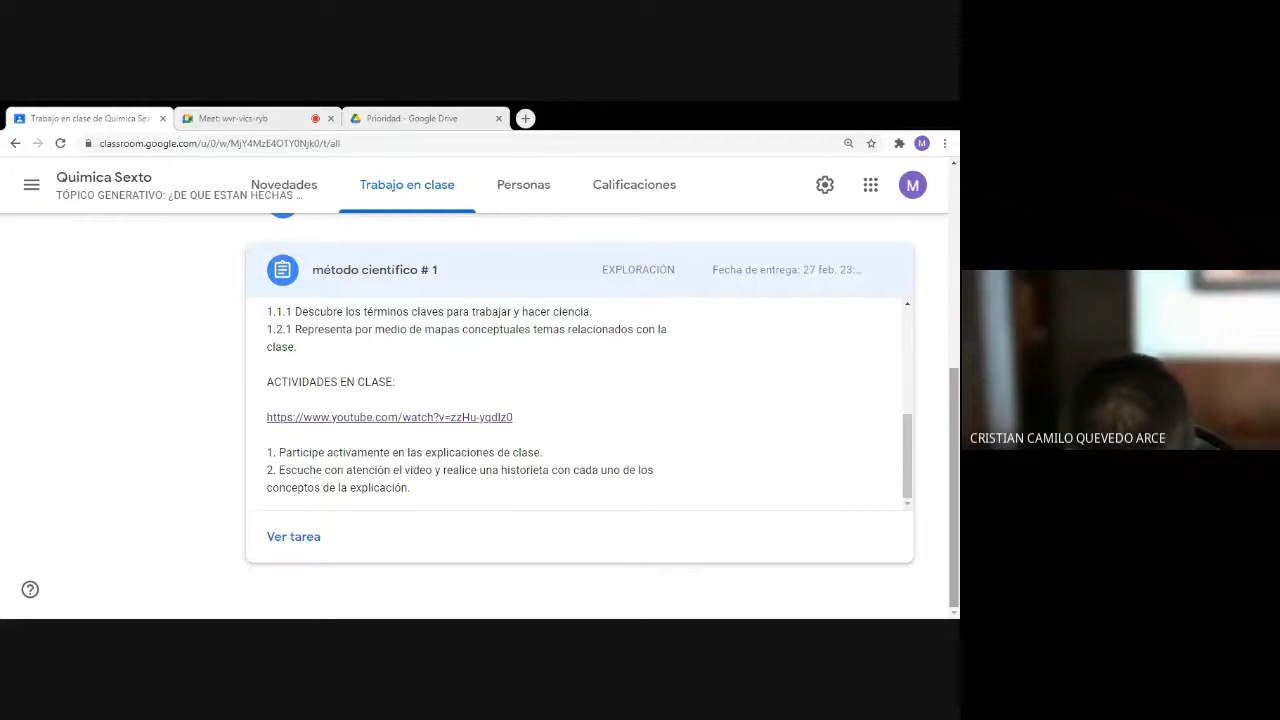 Trabajo en clase de Quimica Sex
Meet: wvr-vics-ryb
Prioridad - Google Drive
classroom.google.com/u/0/w/MjY4MzE4OTY0Njk0/t/all
M
Quimica Sexto
TÓPICO GENERATIVO: ¿DE QUE ESTAN HECHAS ...
Novedades
Trabajo en clase
Personas
Calificaciones
M
método científico # 1
EXPLORACIÓN
Fecha de entrega: 27 feb. 23:...
1.1.1 Descubre los términos claves para trabajar y hacer ciencia.
1.2.1 Representa por medio de mapas conceptuales temas relacionados con la
clase.
ACTIVIDADES EN CLASE:
https://www.youtube.com/watch?v=zzHu-yqdlz0
1. Participe activamente en las explicaciones de clase.
2. Escuche con atención el video y realice una historieta con cada uno de los
conceptos de la explicación.
Ver tarea
CRISTIAN CAMILO QUEVEDO ARCE